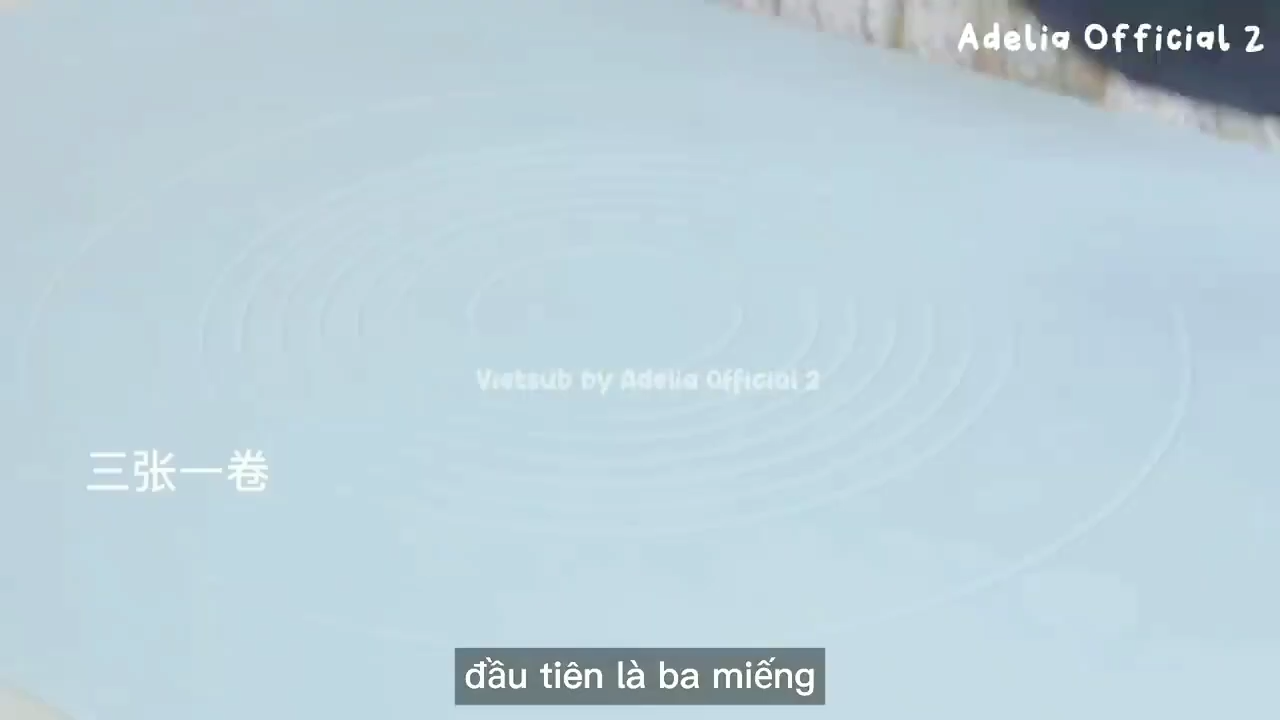 Adelia Official 2
Vietsub by Adelia Official 2
三张一卷
đầu tiên là ba miếng